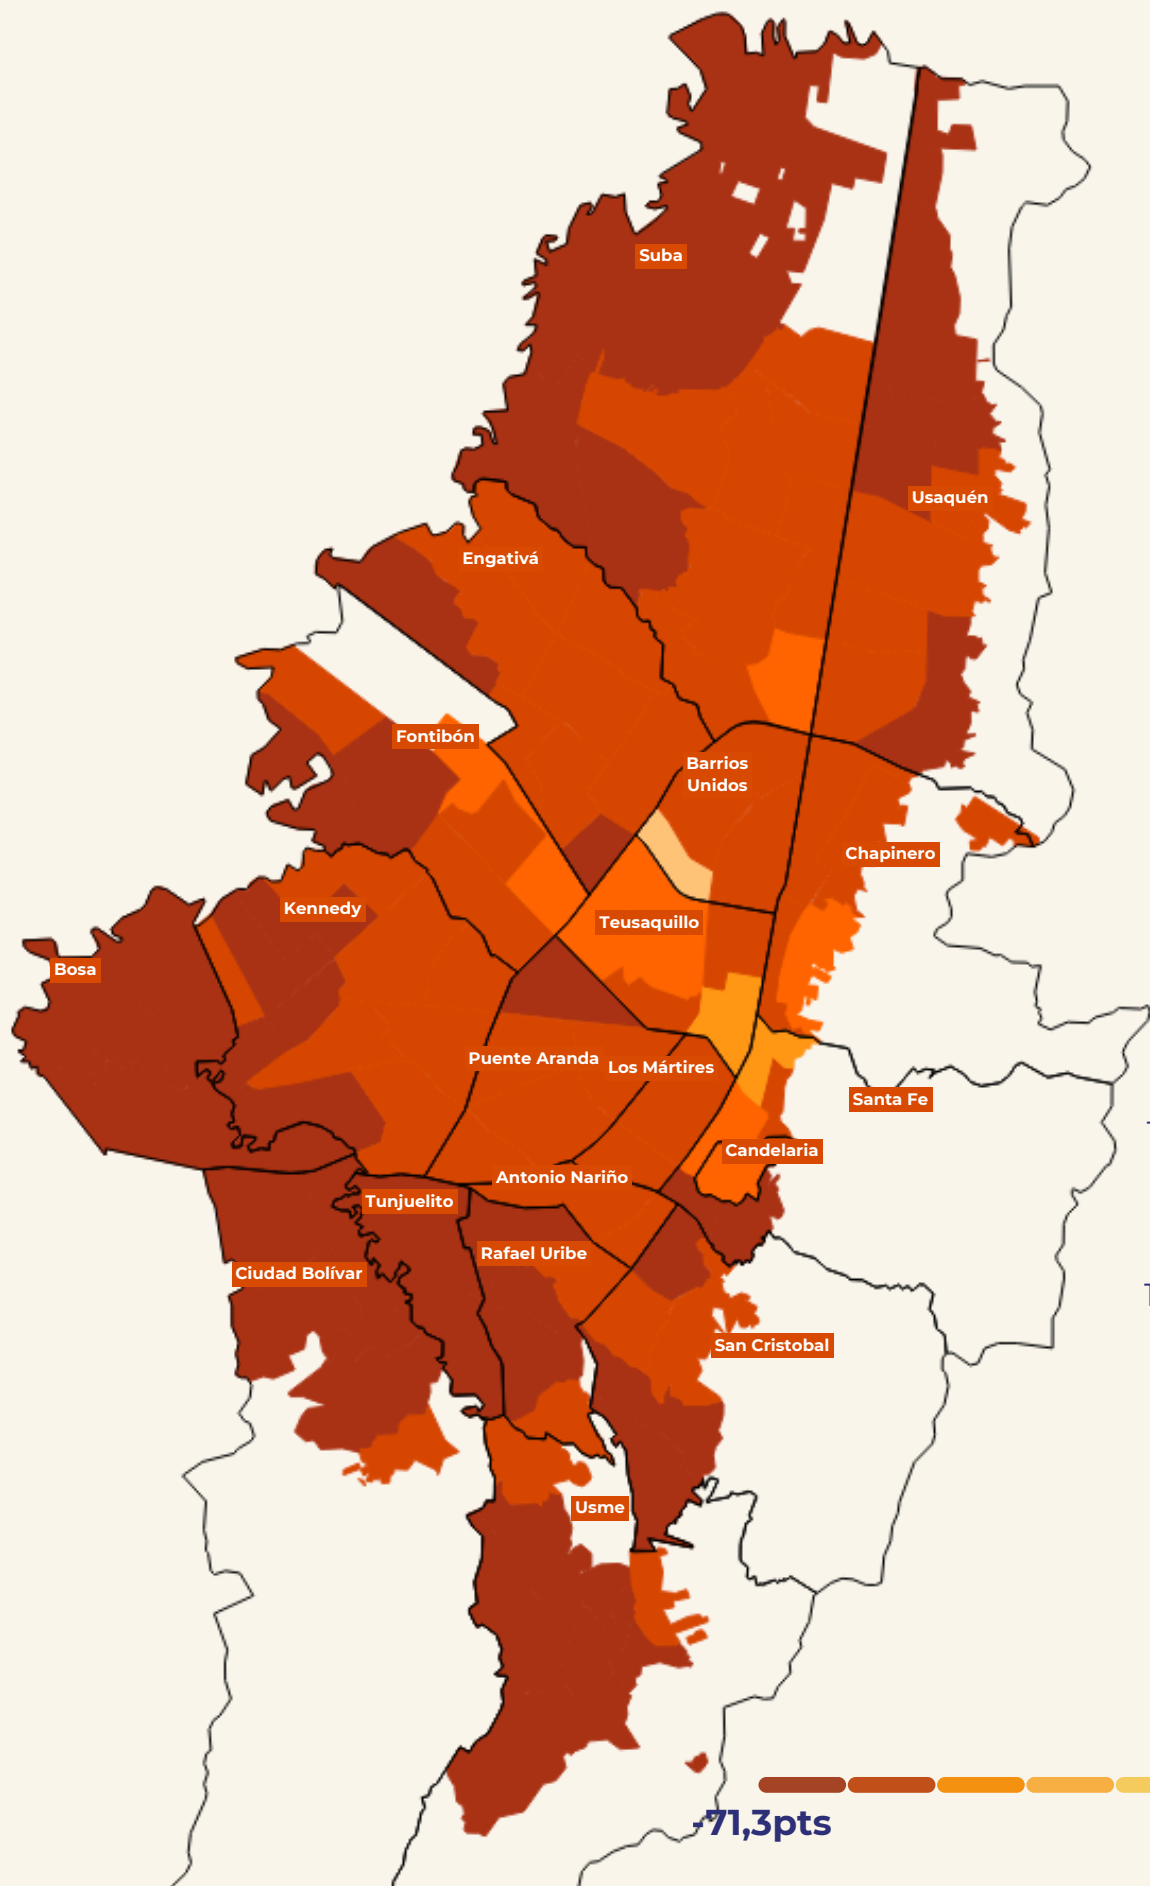 Suba
Usaquén
Engativá
Fontibón
Barrios
Unidos
Chapinero
Kennedy
Teusaquillo
Bosa
Puente Aranda
Los Mártires
Santa Fe
Candelaria
Antonio Nariño
Tunjuelito
Rafael Uribe
Ciudad Bolívar
San Cristobal
Usme
-71,3pts